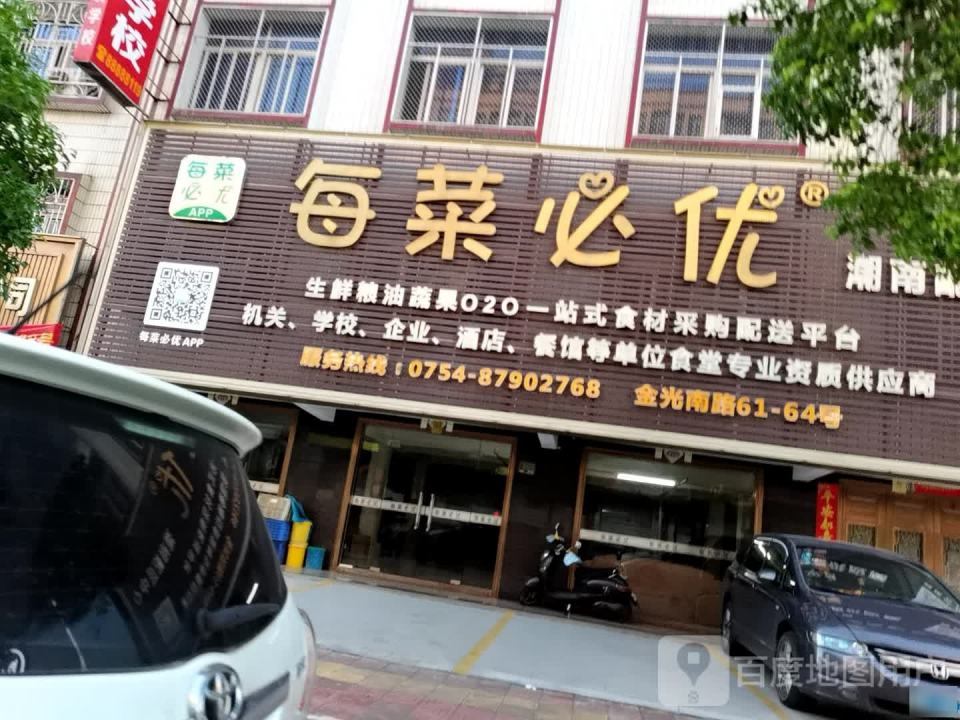 学校
每菜
必优
APP
每菜必优®
潮南
每菜必优APP
生鲜粮油蔬果O2O一站式食材采购配送平台
机关、学校、企业、酒店、餐馆等单位食堂专业资质供应商
服务热线：0754-87902768 金光南路61-64号
百度地图用户